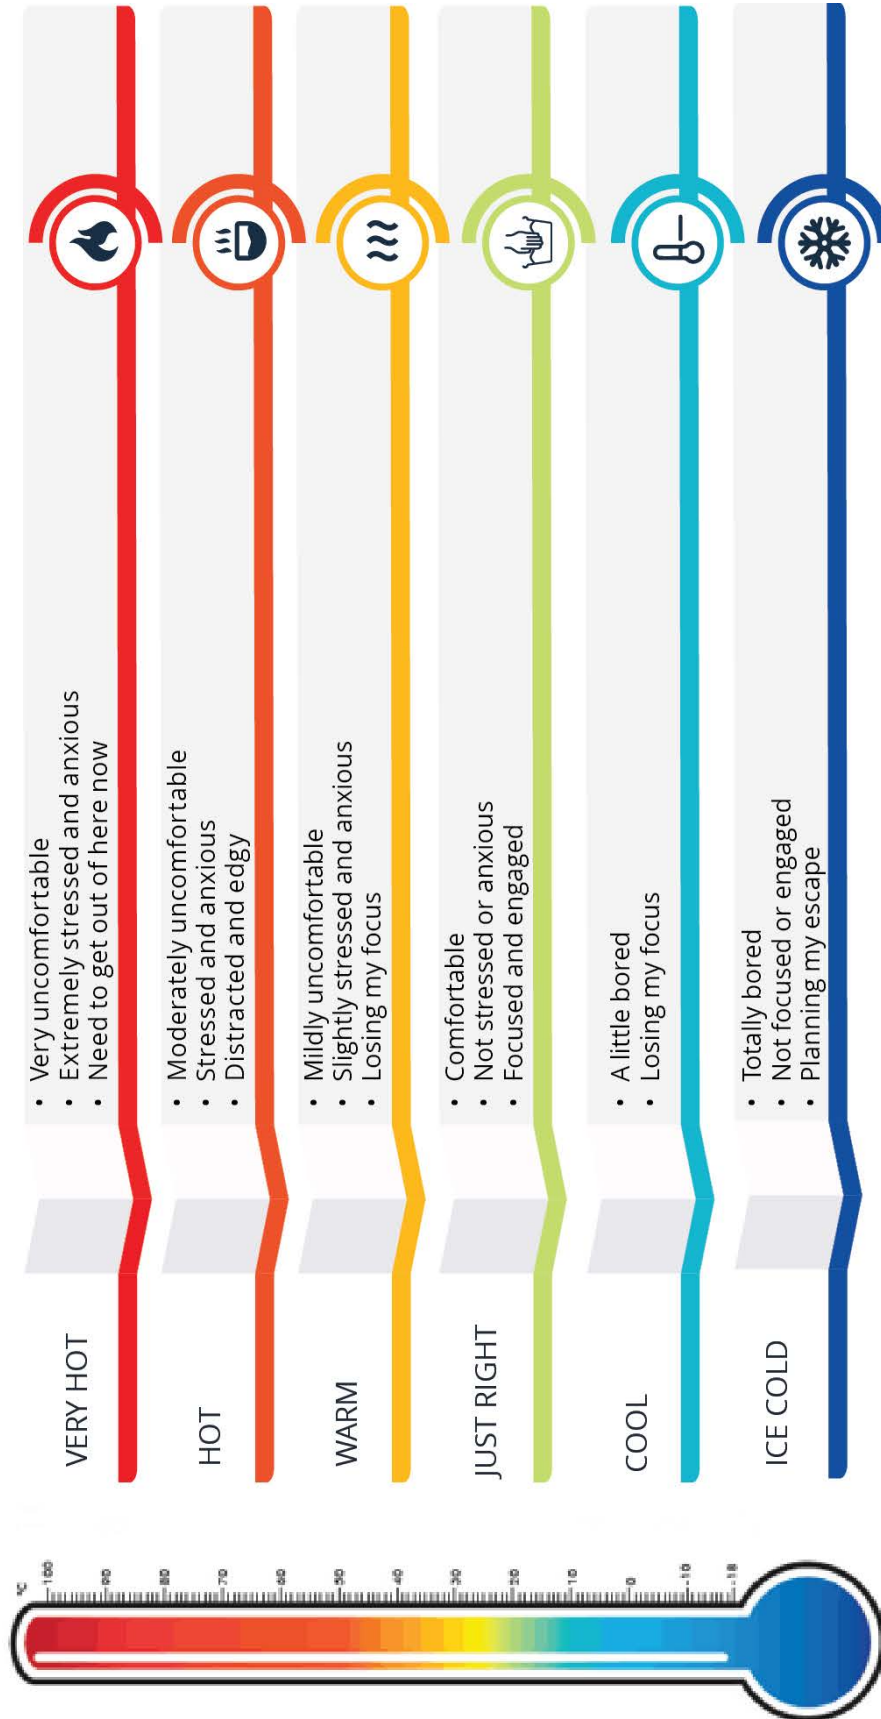 VERY HOT
• Very uncomfortable
• Extremely stressed and anxious
• Need to get out of here now
HOT
• Moderately uncomfortable
• Stressed and anxious
• Distracted and edgy
WARM
• Mildly uncomfortable
• Slightly stressed and anxious
• Losing my focus
JUST RIGHT
• Comfortable
• Not stressed or anxious
• Focused and engaged
COOL
• A little bored
• Losing my focus
ICE COLD
• Totally bored
• Not focused or engaged
• Planning my escape
°C
100
90
80
70
60
50
40
30
20
10
0
-10
-18